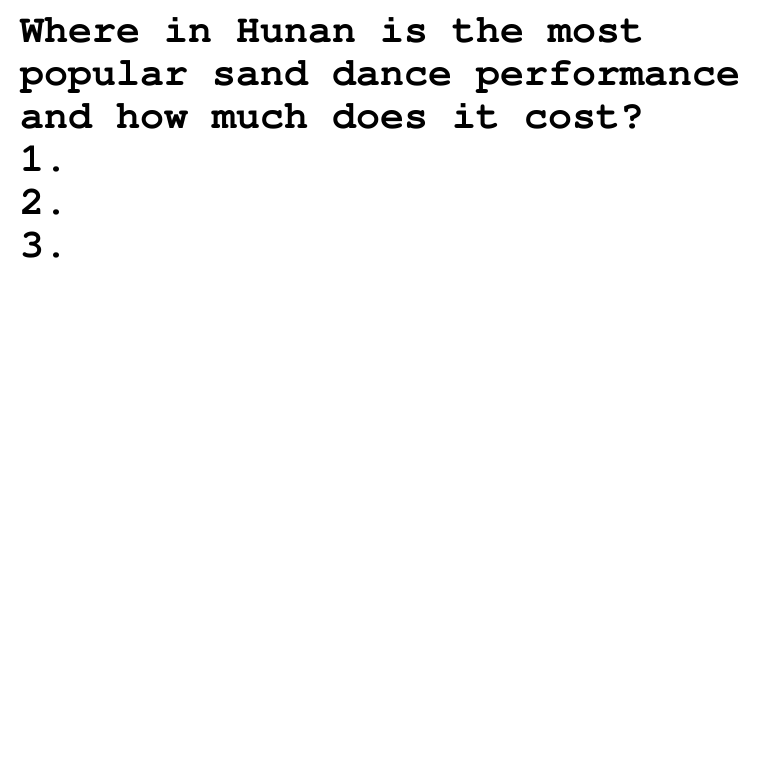 Where in Hunan is the most
popular sand dance performance
and how much does it cost?
1.
2.
3.